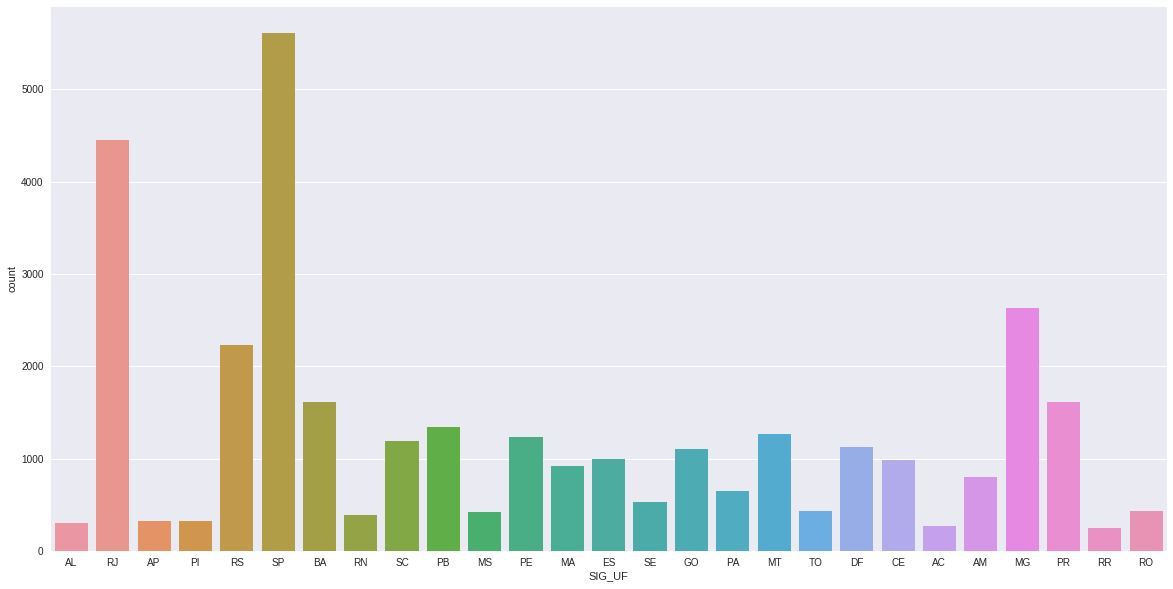 5000
4000
3000
2000
1000
0
count
AL RJ AP PI RS SP BA RN SC PB MS PE MA ES SE GO PA MT TO DF CE AC AM MG PR RR RO
SIG_UF